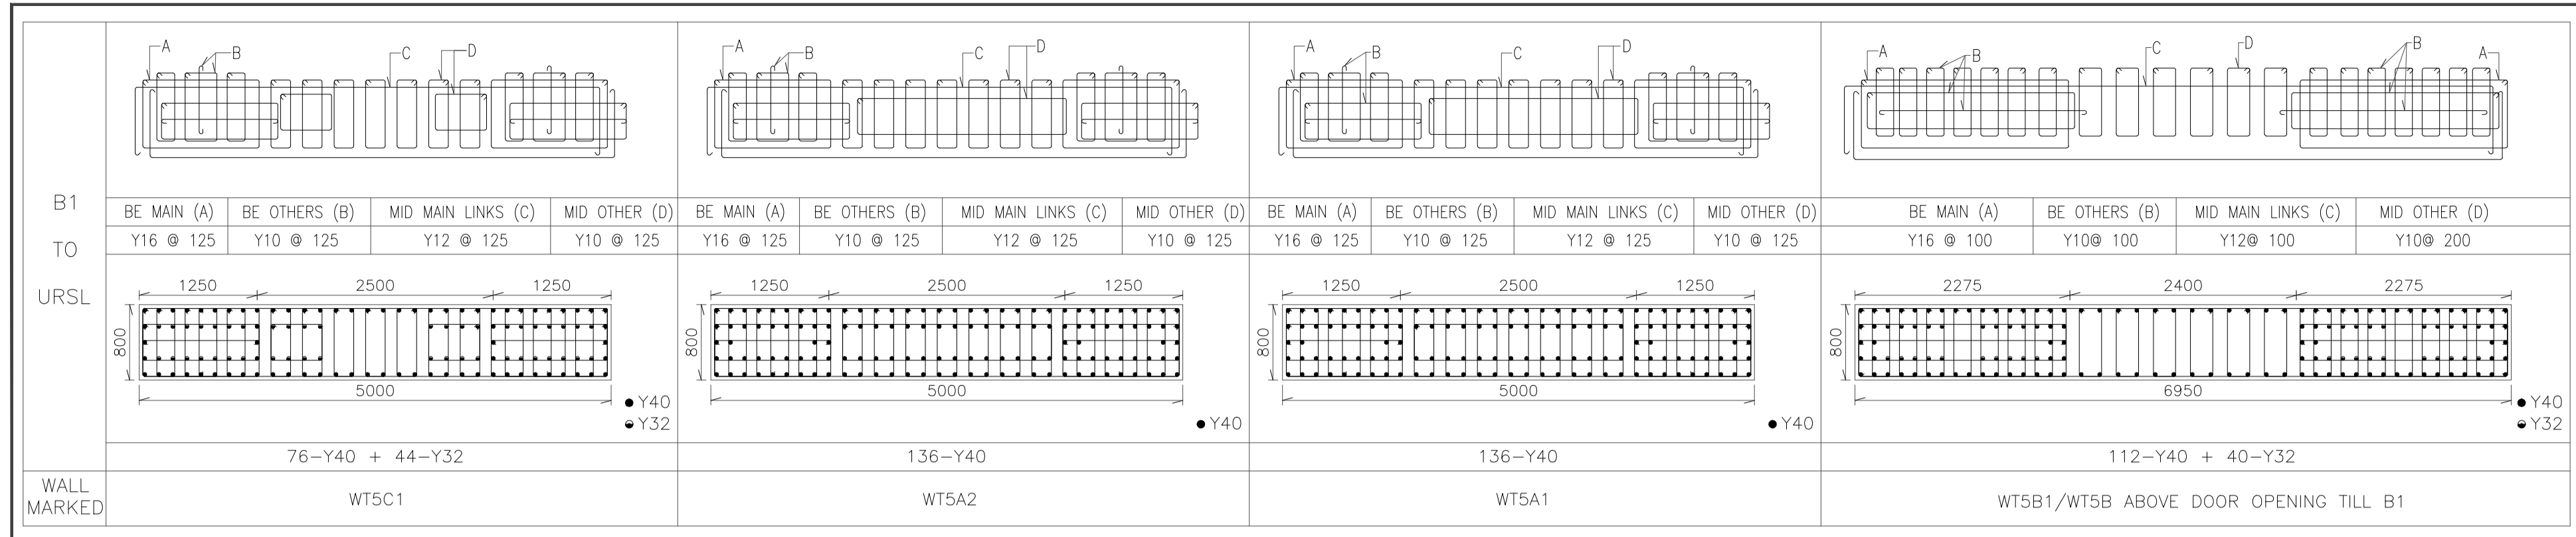 A B C D
A B C D
A B C D
A B C D B A
B1
TO
URSL
BE MAIN (A) BE OTHERS (B) MID MAIN LINKS (C) MID OTHER (D)
Y16 @ 125 Y10 @ 125 Y12 @ 125 Y10 @ 125
BE MAIN (A) BE OTHERS (B) MID MAIN LINKS (C) MID OTHER (D)
Y16 @ 125 Y10 @ 125 Y12 @ 125 Y10 @ 125
BE MAIN (A) BE OTHERS (B) MID MAIN LINKS (C) MID OTHER (D)
Y16 @ 125 Y10 @ 125 Y12 @ 125 Y10 @ 125
BE MAIN (A) BE OTHERS (B) MID MAIN LINKS (C) MID OTHER (D)
Y16 @ 100 Y10@ 100 Y12@ 100 Y10@ 200
1250 2500 1250
800
5000
Y40
Y32
1250 2500 1250
800
5000
Y40
1250 2500 1250
800
5000
Y40
2275 2400 2275
800
6950
Y40
Y32
76-Y40 + 44-Y32
136-Y40
136-Y40
112-Y40 + 40-Y32
WALL
MARKED
WT5C1
WT5A2
WT5A1
WT5B1/WT5B ABOVE DOOR OPENING TILL B1